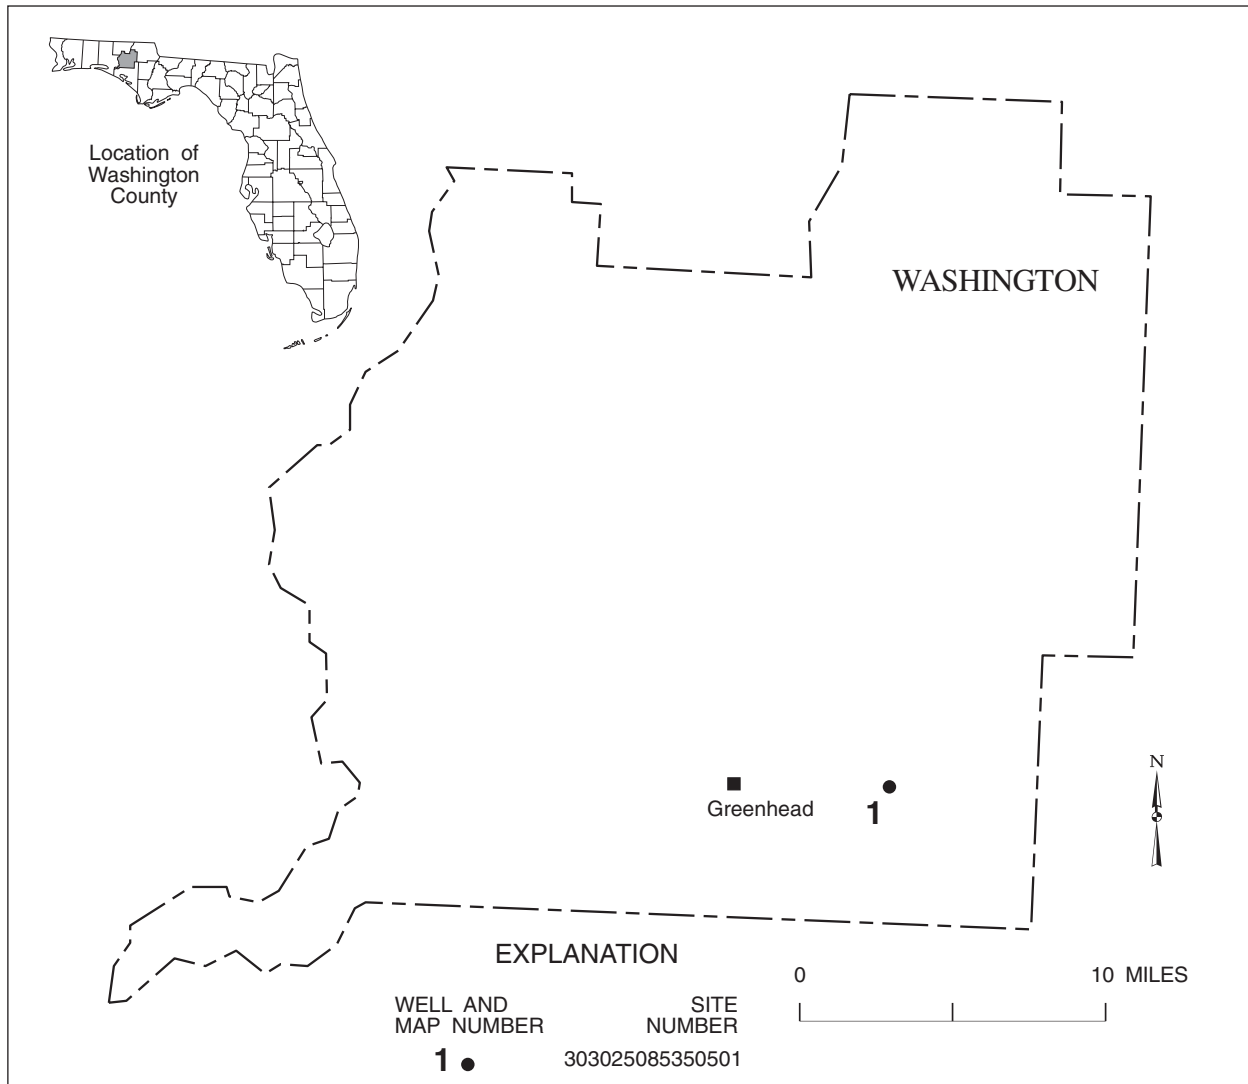 Location of
Washington
County
WASHINGTON
N
Greenhead
1
EXPLANATION
0 10 MILES
WELL AND SITE
MAP NUMBER NUMBER
1 303025085350501